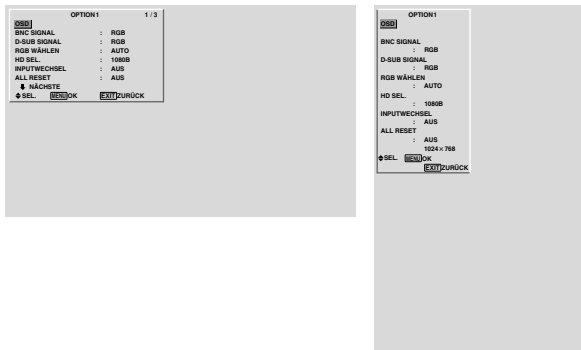 OPTION1 1 / 3
OSD
BNC SIGNAL : RGB
D-SUB SIGNAL : RGB
RGB WÄHLEN : AUTO
HD SEL. : 1080B
INPUTWECHSEL : AUS
ALL RESET : AUS
NÄCHSTE
SEL. MENU OK EXIT ZURÜCK
OPTION1
OSD
BNC SIGNAL
: RGB
D-SUB SIGNAL
: RGB
RGB WÄHLEN
: AUTO
HD SEL.
: 1080B
INPUTWECHSEL
: AUS
ALL RESET
: AUS
1024×768
SEL. MENU OK
EXIT ZURÜCK